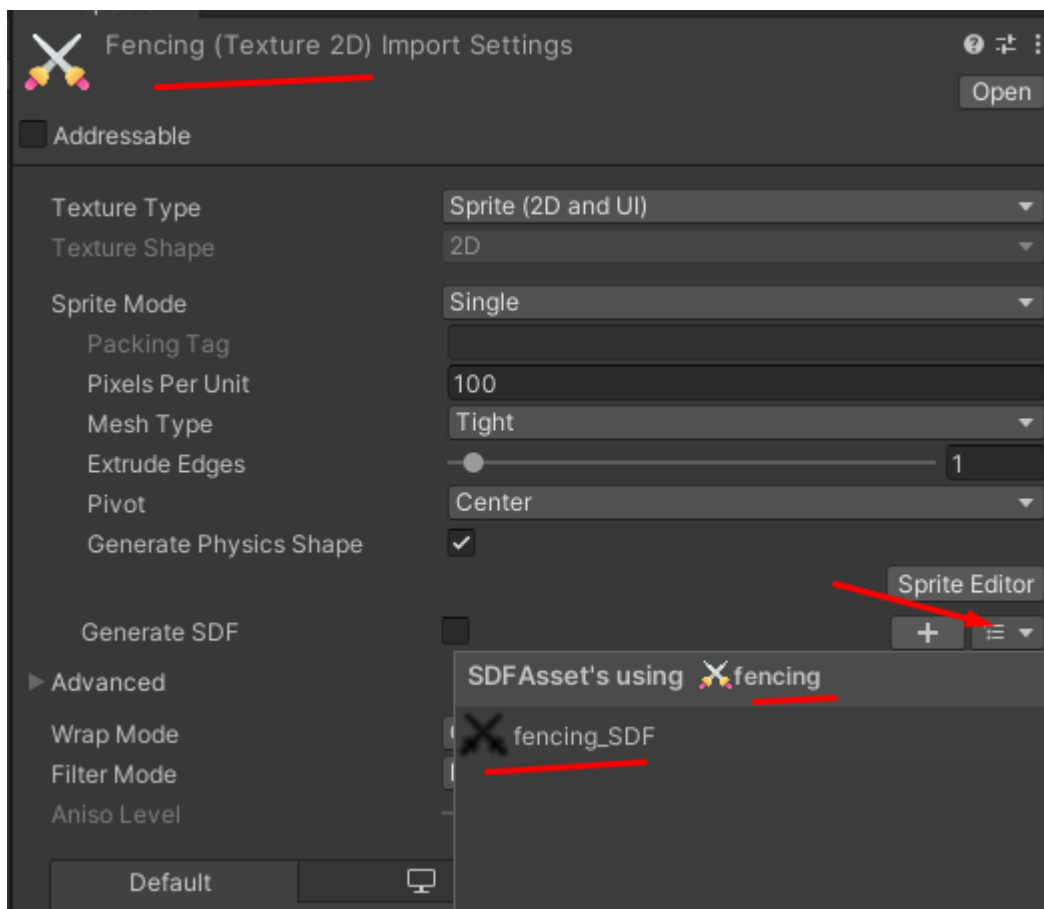 Fencing (Texture 2D) Import Settings
Open
Addressable
Texture Type Sprite (2D and UI)
Texture Shape 2D
Sprite Mode Single
Packing Tag
Pixels Per Unit 100
Mesh Type Tight
Extrude Edges 1
Pivot Center
Generate Physics Shape
Sprite Editor
Generate SDF +
Advanced
SDFAsset's using fencing
Wrap Mode
fencing_SDF
Filter Mode
Aniso Level
Default